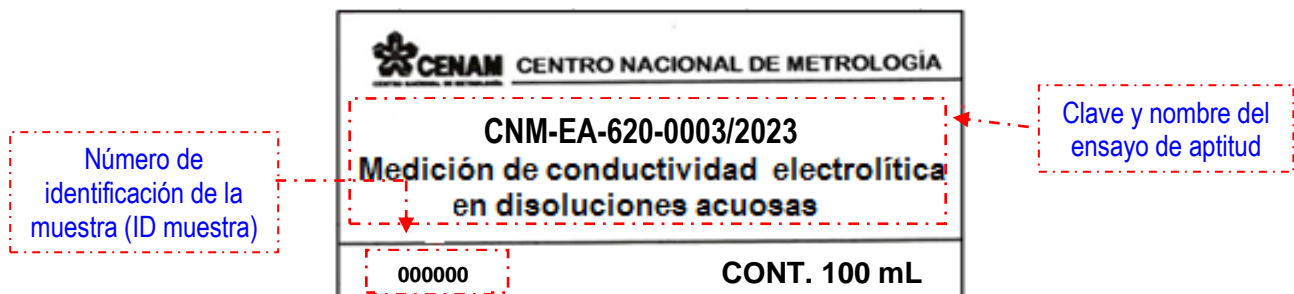 CENAM CENTRO NACIONAL DE METROLOGÍA
CNM-EA-620-0003/2023
Medición de conductividad electrolítica
en disoluciones acuosas
Clave y nombre del
ensayo de aptitud
Número de
identificación de la
muestra (ID muestra)
000000
CONT. 100 mL